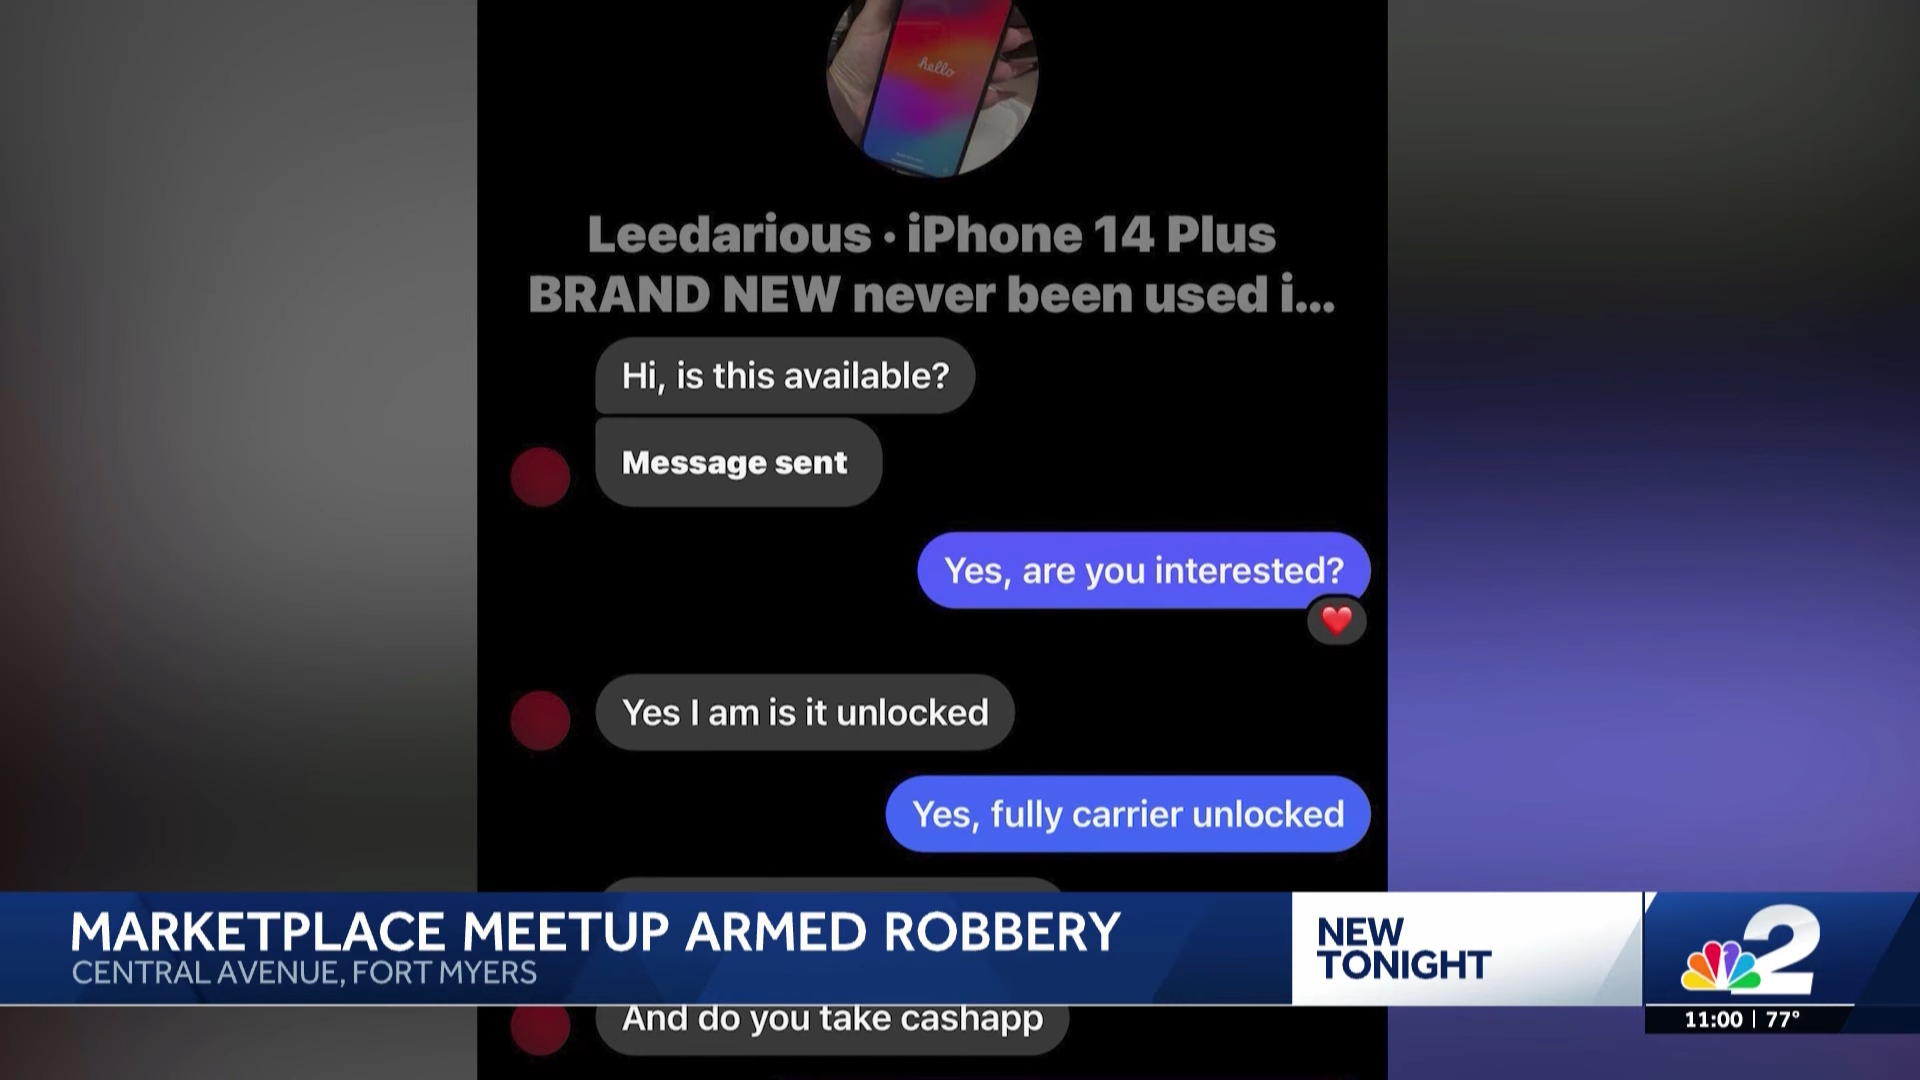 hello
Leedarious · iPhone 14 Plus
BRAND NEW never been used i...
Hi, is this available?
Message sent
Yes, are you interested?
Yes I am is it unlocked
Yes, fully carrier unlocked
MARKETPLACE MEETUP ARMED ROBBERY
CENTRAL AVENUE, FORT MYERS
NEW
TONIGHT
2
11:00 | 77°
And do you take cashapp